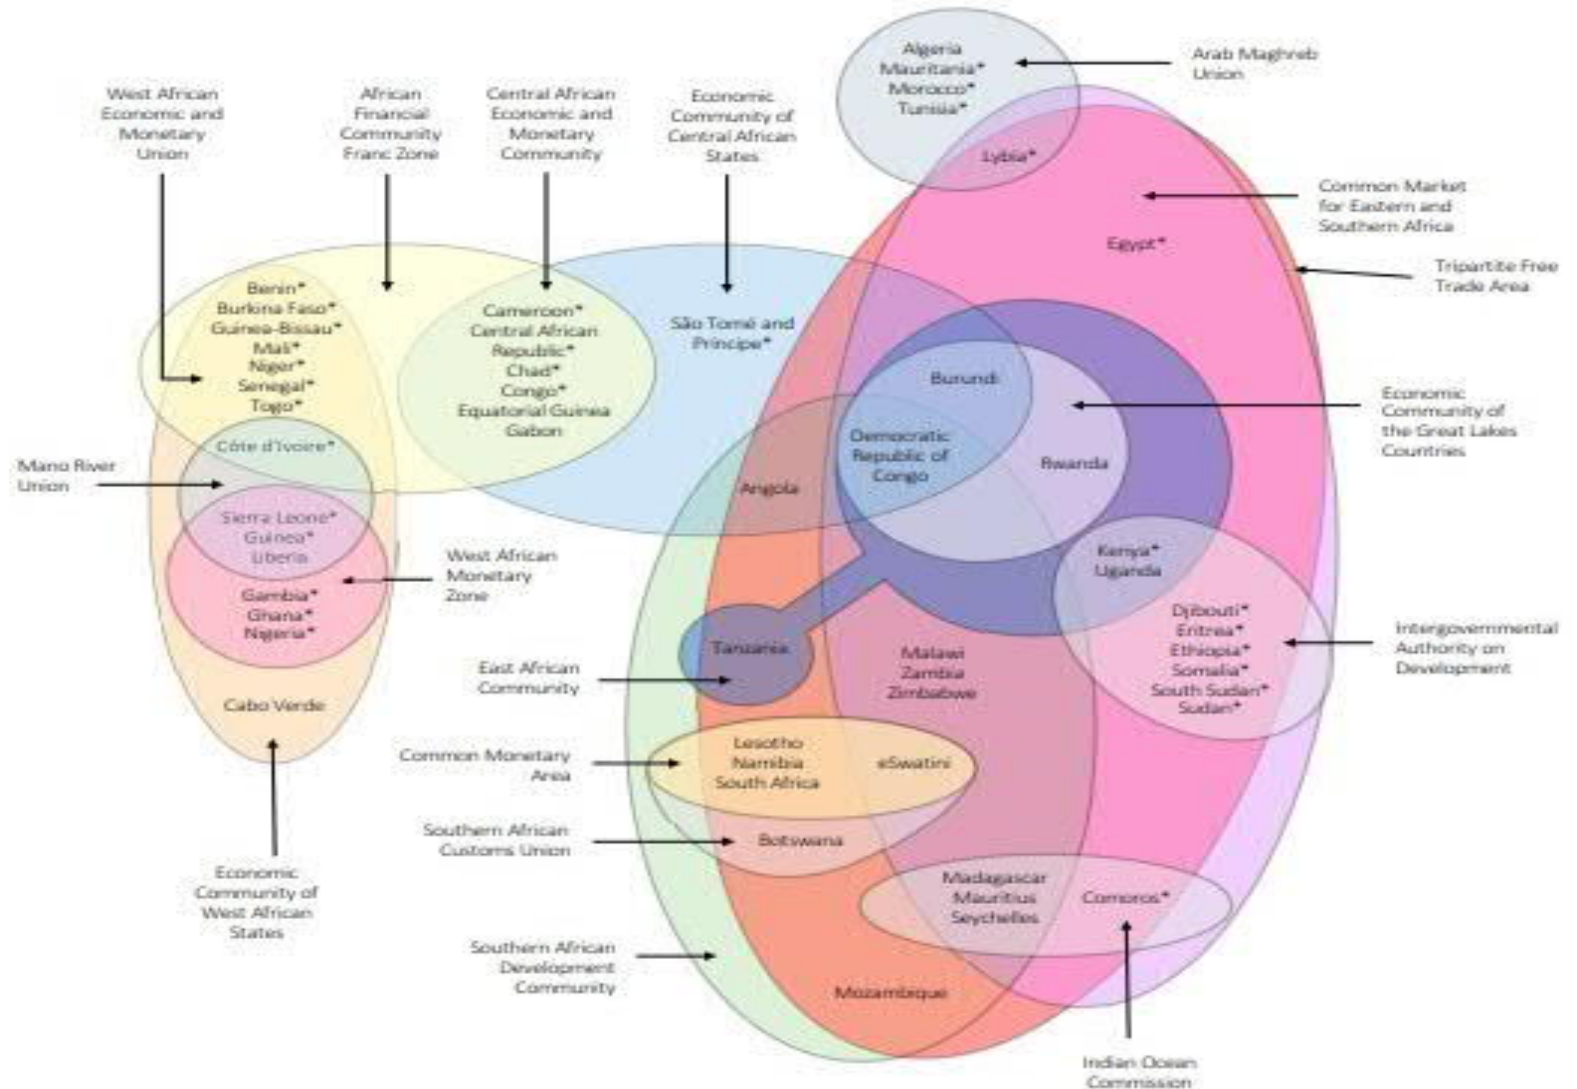 Algeria
Mauritania*
Morocco*
Tunisia*
Lybia*
Arab Maghreb
Union
West African
Economic and
Monetary
Union
African
Financial
Community
Franc Zone
Central African
Economic and
Monetary
Community
Economic
Community of
Central African
States
Common Market
for Eastern and
Southern Africa
Egypt*
Tripartite Free
Trade Area
Benin*
Burkina Faso*
Guinea-Bissau*
Mali*
Niger*
Senegal*
Togo*
Côte d'Ivoire*
Cameroon*
Central African
Republic*
Chad*
Congo*
Equatorial Guinea
Gabon
São Tomé and
Príncipe*
Burundi
Democratic
Republic of
Congo
Rwanda
Angola
Economic
Community of
the Great Lakes
Countries
Mano River
Union
Sierra Leone*
Guinea*
Liberia
Gambia*
Ghana*
Nigeria*
Cabo Verde
West African
Monetary
Zone
Kenya*
Uganda
Djibouti*
Eritrea*
Ethiopia*
Somalia*
South Sudan*
Sudan*
Intergovernmental
Authority on
Development
Tanzania
East African
Community
Malawi
Zambia
Zimbabwe
Common Monetary
Area
Lesotho
Namibia
South Africa
eSwatini
Southern African
Customs Union
Botswana
Economic
Community of
West African
States
Madagascar
Mauritius
Seychelles
Comoros*
Southern African
Development
Community
Mozambique
Indian Ocean
Commission